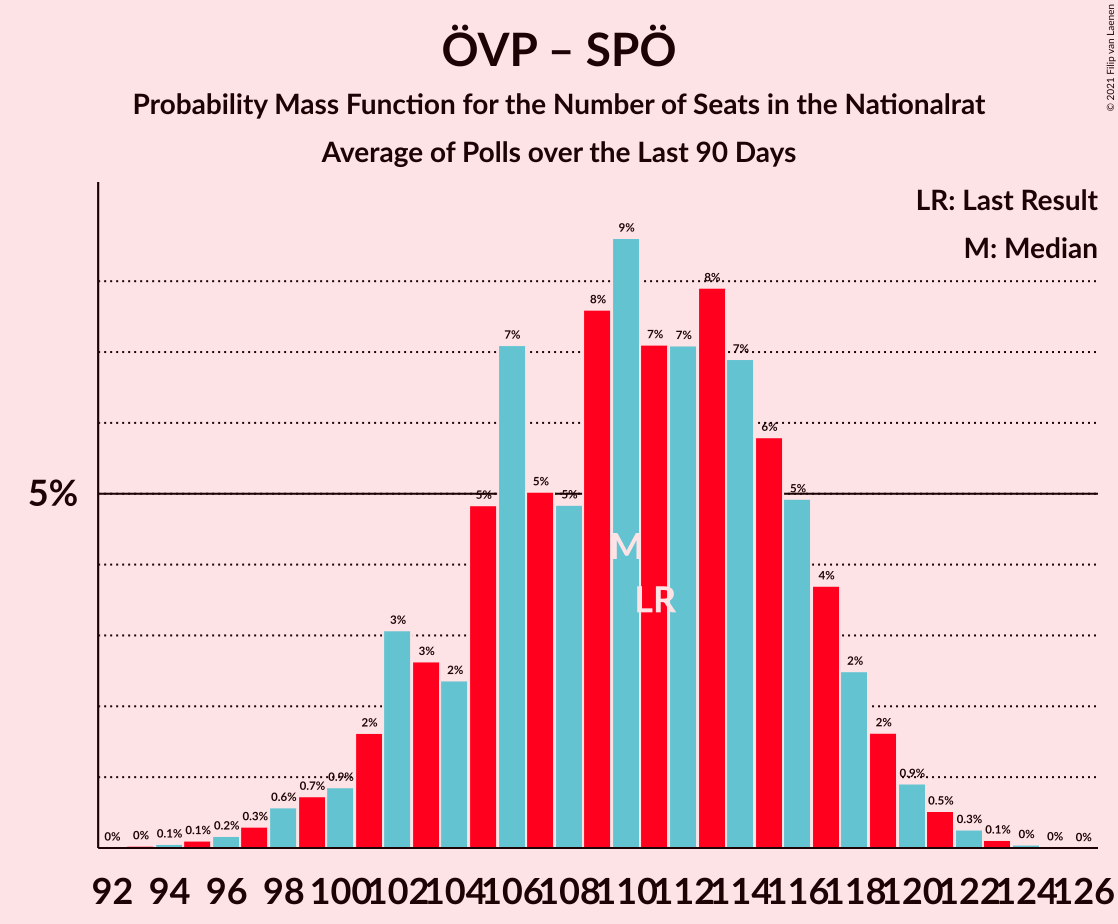 ÖVP – SPÖ
Probability Mass Function for the Number of Seats in the Nationalrat
Average of Polls over the Last 90 Days
© 2021 Filip van Laenen
LR: Last Result
M: Median
5%
0% 0% 0.1% 0.1% 0.2% 0.3% 0.6% 0.7% 0.9% 2% 3% 3% 2% 5% 7% 5% 5% 8% 9% 7% 7% 8% 7% 6% 5% 4% 2% 2% 0.9% 0.5% 0.3% 0.1% 0% 0% 0%
M
LR
92 94 96 98 100 102 104 106 108 110 112 114 116 118 120 122 124 126